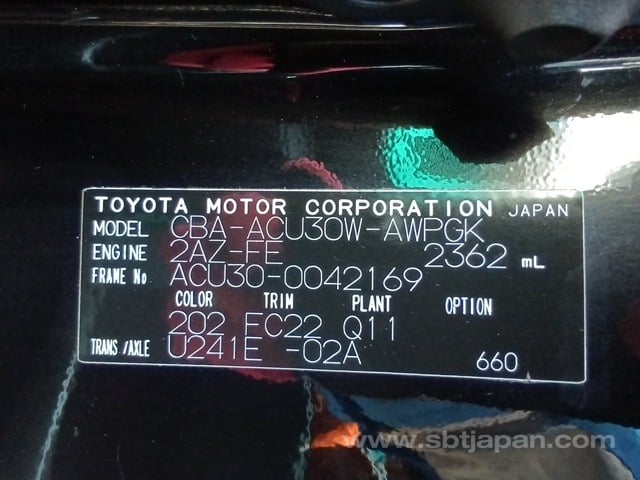 TOYOTA MOTOR CORPORATION JAPAN
MODEL CBA-ACU30W-AWPGK
ENGINE 2AZ-FE 2362 mL
FRAME No ACU30-0042169
COLOR TRIM PLANT OPTION
202 FC22 Q11
TRANS./AXLE U241E -02A 660
www.sbtjapan.com